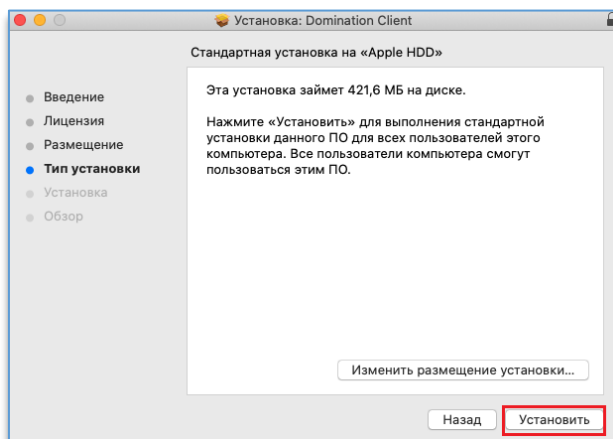 Установка: Domination Client
Стандартная установка на «Apple HDD»
Введение
Лицензия
Размещение
Тип установки
Установка
Обзор
Эта установка займет 421,6 МБ на диске.
Нажмите «Установить» для выполнения стандартной
установки данного ПО для всех пользователей этого
компьютера. Все пользователи компьютера смогут
пользоваться этим ПО.
Изменить размещение установки...
Назад
Установить